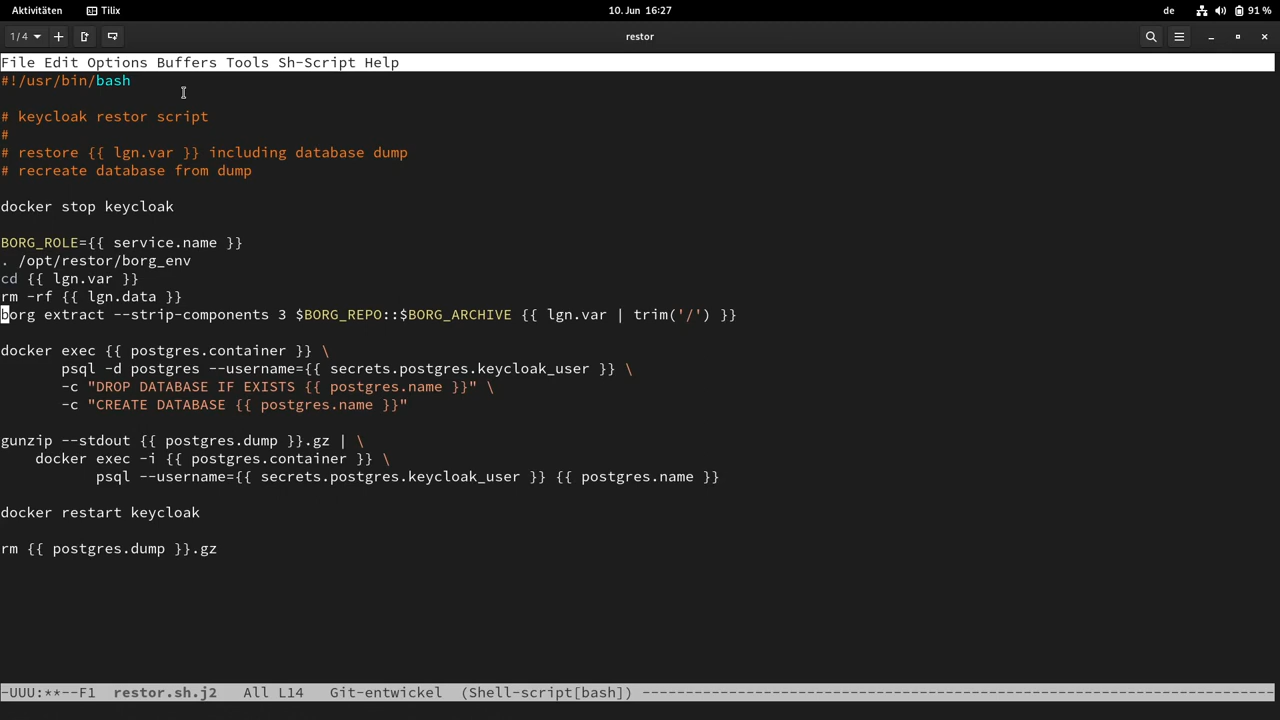 Aktivitäten Tilix 10. Jun 16:27 de 91 %
1/4 restor
File Edit Options Buffers Tools Sh-Script Help
#!/usr/bin/bash
# keycloak restor script
#
# restore {{ lgn.var }} including database dump
# recreate database from dump
docker stop keycloak
BORG_ROLE={{ service.name }}
. /opt/restor/borg_env
cd {{ lgn.var }}
rm -rf {{ lgn.data }}
borg extract --strip-components 3 $BORG_REPO::$BORG_ARCHIVE {{ lgn.var | trim('/') }}
docker exec {{ postgres.container }} \
       psql -d postgres --username={{ secrets.postgres.keycloak_user }} \
       -c "DROP DATABASE IF EXISTS {{ postgres.name }}" \
       -c "CREATE DATABASE {{ postgres.name }}"
gunzip --stdout {{ postgres.dump }}.gz | \
    docker exec -i {{ postgres.container }} \
           psql --username={{ secrets.postgres.keycloak_user }} {{ postgres.name }}
docker restart keycloak
rm {{ postgres.dump }}.gz
-UUU:**--F1  restor.sh.j2   All L14   Git-entwickel  (Shell-script[bash]) -------------------------------------------------------------------------